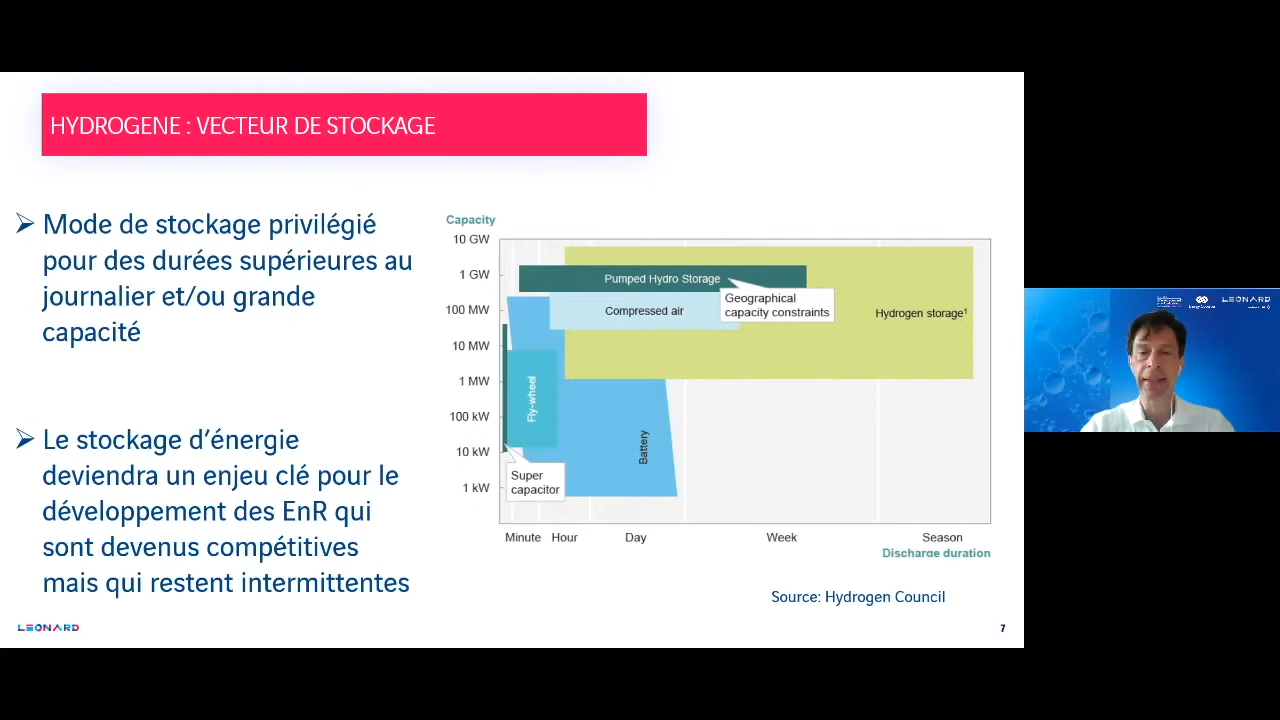 HYDROGENE : VECTEUR DE STOCKAGE
Mode de stockage privilégié
pour des durées supérieures au
journalier et/ou grande
capacité
Le stockage d’énergie
deviendra un enjeu clé pour le
développement des EnR qui
sont devenus compétitives
mais qui restent intermittentes
Capacity
10 GW
1 GW
100 MW
10 MW
1 MW
100 kW
10 kW
1 kW
Pumped Hydro Storage
Geographical
capacity constraints
Compressed air
Hydrogen storage¹
Fly-wheel
Battery
Super
capacitor
Minute Hour Day Week Season
Discharge duration
Source: Hydrogen Council
LEONARD
7
LEONARD